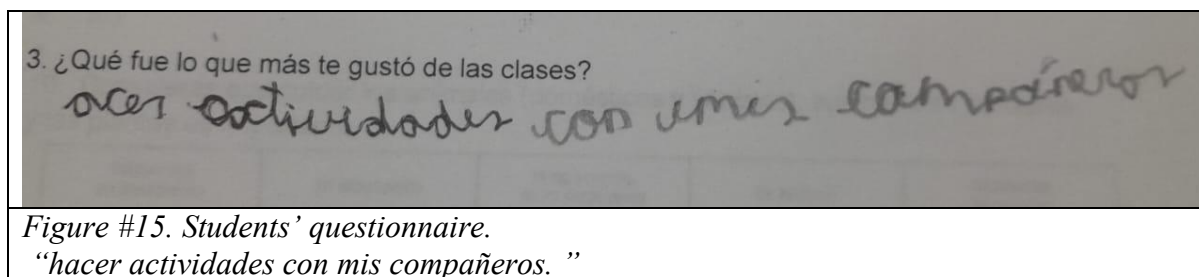 3. ¿Qué fue lo que más te gustó de las clases?
acer actividades con mis compañeros
Figure #15. Students’ questionnaire.
“hacer actividades con mis compañeros. ”